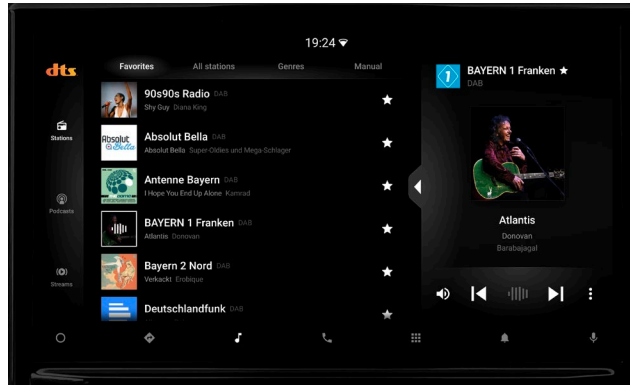 19:24
dts
Favorites All stations Genres Manual
Stations
Podcasts
Streams
90s90s Radio DAB
Shy Guy Diana King
Absolut Bella
Absolut Bella DAB
Absolut Bella Super-Oldies und Mega-Schlager
Antenne Bayern DAB
I Hope You End Up Alone Kamrad
BAYERN 1 Franken DAB
Atlantis Donovan
Bayern 2 Nord DAB
Verkackt Erobique
Deutschlandfunk DAB
1
BAYERN 1 Franken
DAB
Atlantis
Donovan
Barabajagal